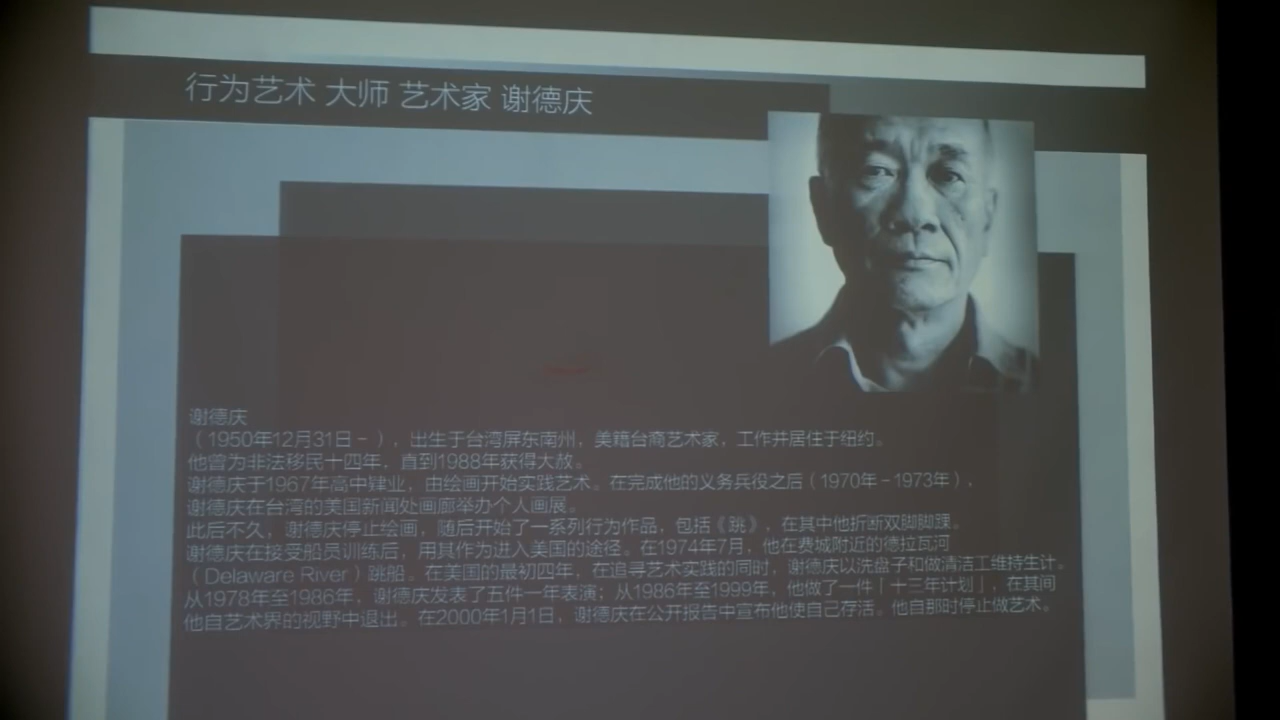 行为艺术 大师 艺术家 谢德庆
谢德庆
（1950年12月31日－），出生于台湾屏东南州，美籍台裔艺术家，工作并居住于纽约。
他曾为非法移民十四年，直到1988年获得大赦。
谢德庆于1967年高中肄业，由绘画开始实践艺术。在完成他的义务兵役之后（1970年－1973年），
谢德庆在台湾的美国新闻处画廊举办个人画展。
此后不久，谢德庆停止绘画，随后开始了一系列行为作品，包括《跳》，在其中他折断双脚脚踝。
谢德庆在接受船员训练后，用其作为进入美国的途径。在1974年7月，他在费城附近的德拉瓦河
（Delaware River）跳船。在美国的最初四年，在追寻艺术实践的同时，谢德庆以洗盘子和做清洁工维持生计。
从1978年至1986年，谢德庆发表了五件一年表演；从1986年至1999年，他做了一件「十三年计划」，在其间
他自艺术界的视野中退出。在2000年1月1日，谢德庆在公开报告中宣布他使自己存活。他自那时停止做艺术。